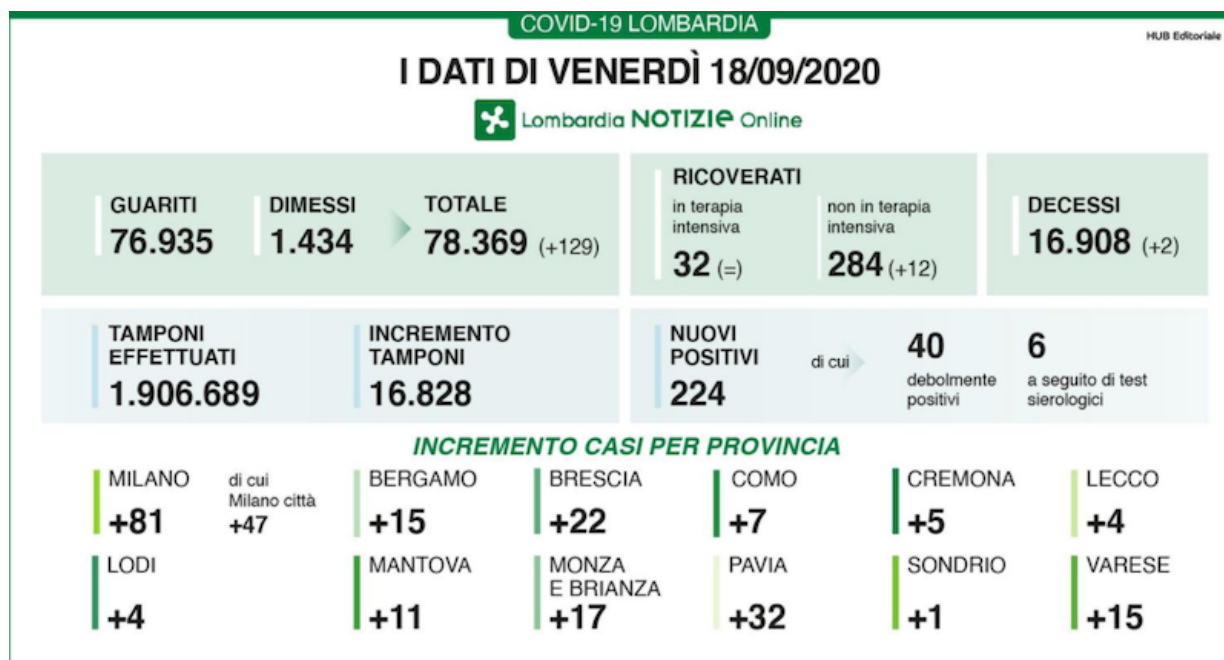 COVID-19 LOMBARDIA
HUB Editoriale
I DATI DI VENERDÌ 18/09/2020
Lombardia NOTIZIE Online
GUARITI
76.935
DIMESSI
1.434
TOTALE
78.369 (+129)
RICOVERATI
in terapia
intensiva
32 (=)
non in terapia
intensiva
284 (+12)
DECESSI
16.908 (+2)
TAMPONI
EFFETTUATI
1.906.689
INCREMENTO
TAMPONI
16.828
NUOVI
POSITIVI
224
di cui
40
debolmente
positivi
6
a seguito di test
sierologici
INCREMENTO CASI PER PROVINCIA
MILANO
+81
di cui
Milano città
+47
BERGAMO
+15
BRESCIA
+22
COMO
+7
CREMONA
+5
LECCO
+4
LODI
+4
MANTOVA
+11
MONZA
E BRIANZA
+17
PAVIA
+32
SONDRIO
+1
VARESE
+15